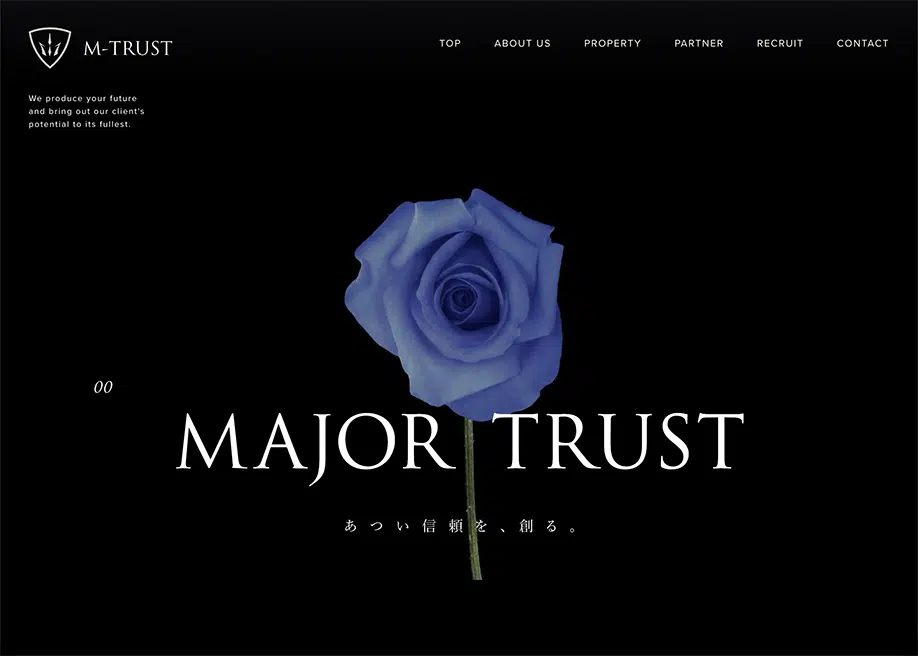 M-TRUST
TOP ABOUT US PROPERTY PARTNER RECRUIT CONTACT
We produce your future
and bring out our client's
potential to its fullest.
00
MAJOR TRUST
あつい信頼を、創る。